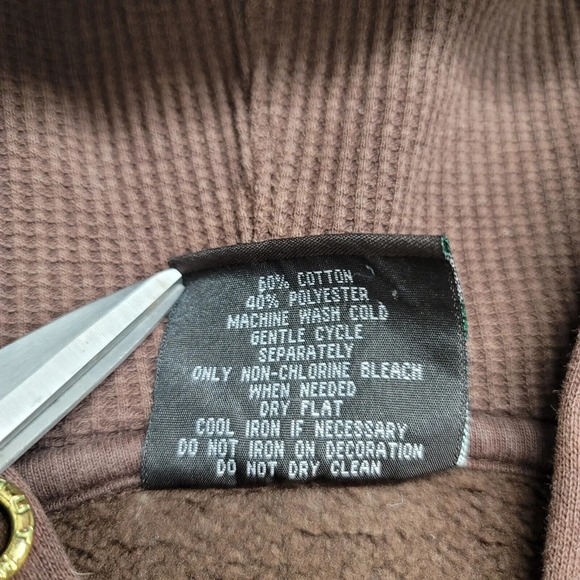 60% COTTON
40% POLYESTER
MACHINE WASH COLD
GENTLE CYCLE
SEPARATELY
ONLY NON-CHLORINE BLEACH
WHEN NEEDED
DRY FLAT
COOL IRON IF NECESSARY
DO NOT IRON ON DECORATION
DO NOT DRY CLEAN